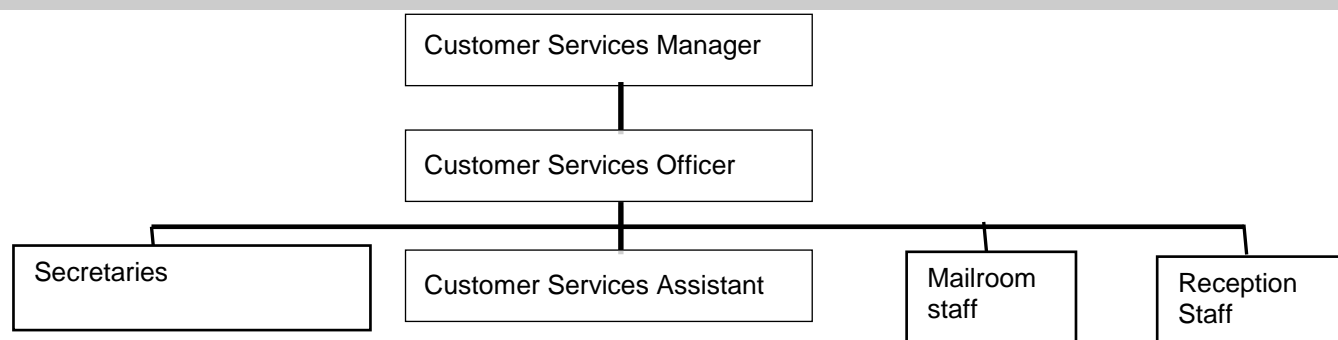 Customer Services Manager
Customer Services Officer
Secretaries
Customer Services Assistant
Mailroom
staff
Reception
Staff